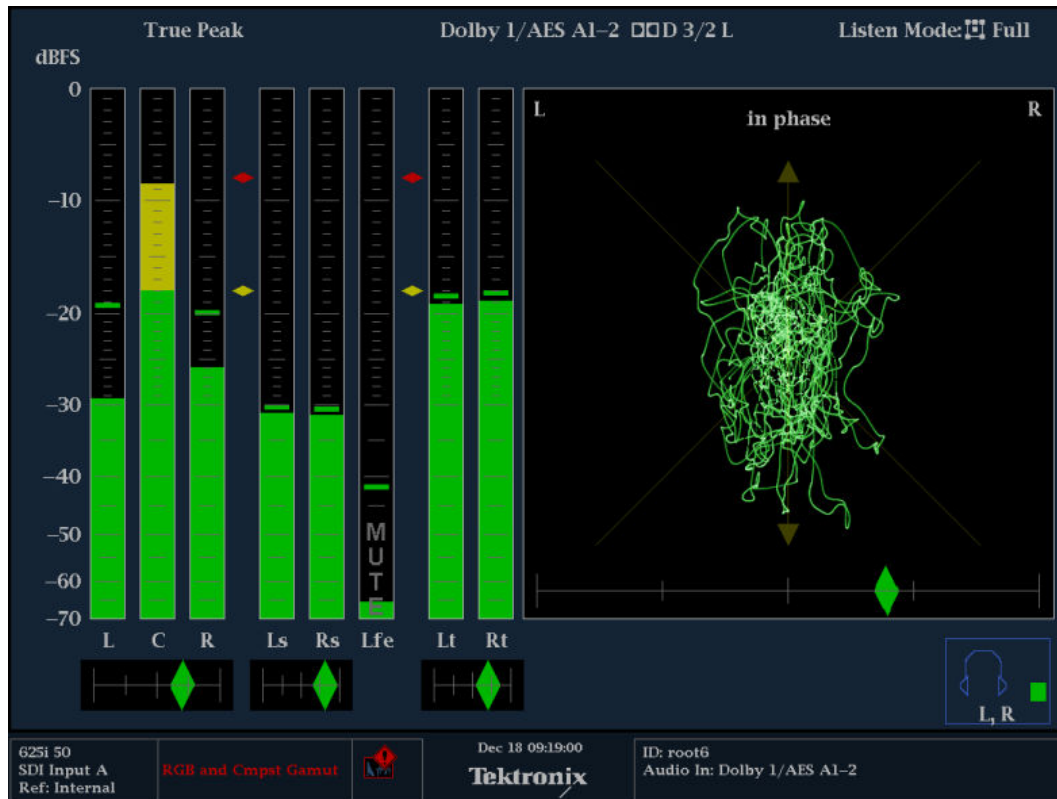 True Peak
Dolby 1/AES A1–2 D 3/2 L
Listen Mode: Full
dBFS
0
–10
–20
–30
–40
–50
–60
–70
MUTE
L C R Ls Rs Lfe Lt Rt
L R
in phase
L, R
625i 50
SDI Input A
Ref: Internal
RGB and Cmpst Gamut
Dec 18 09:19:00
Tektronix
ID: root6
Audio In: Dolby 1/AES A1–2